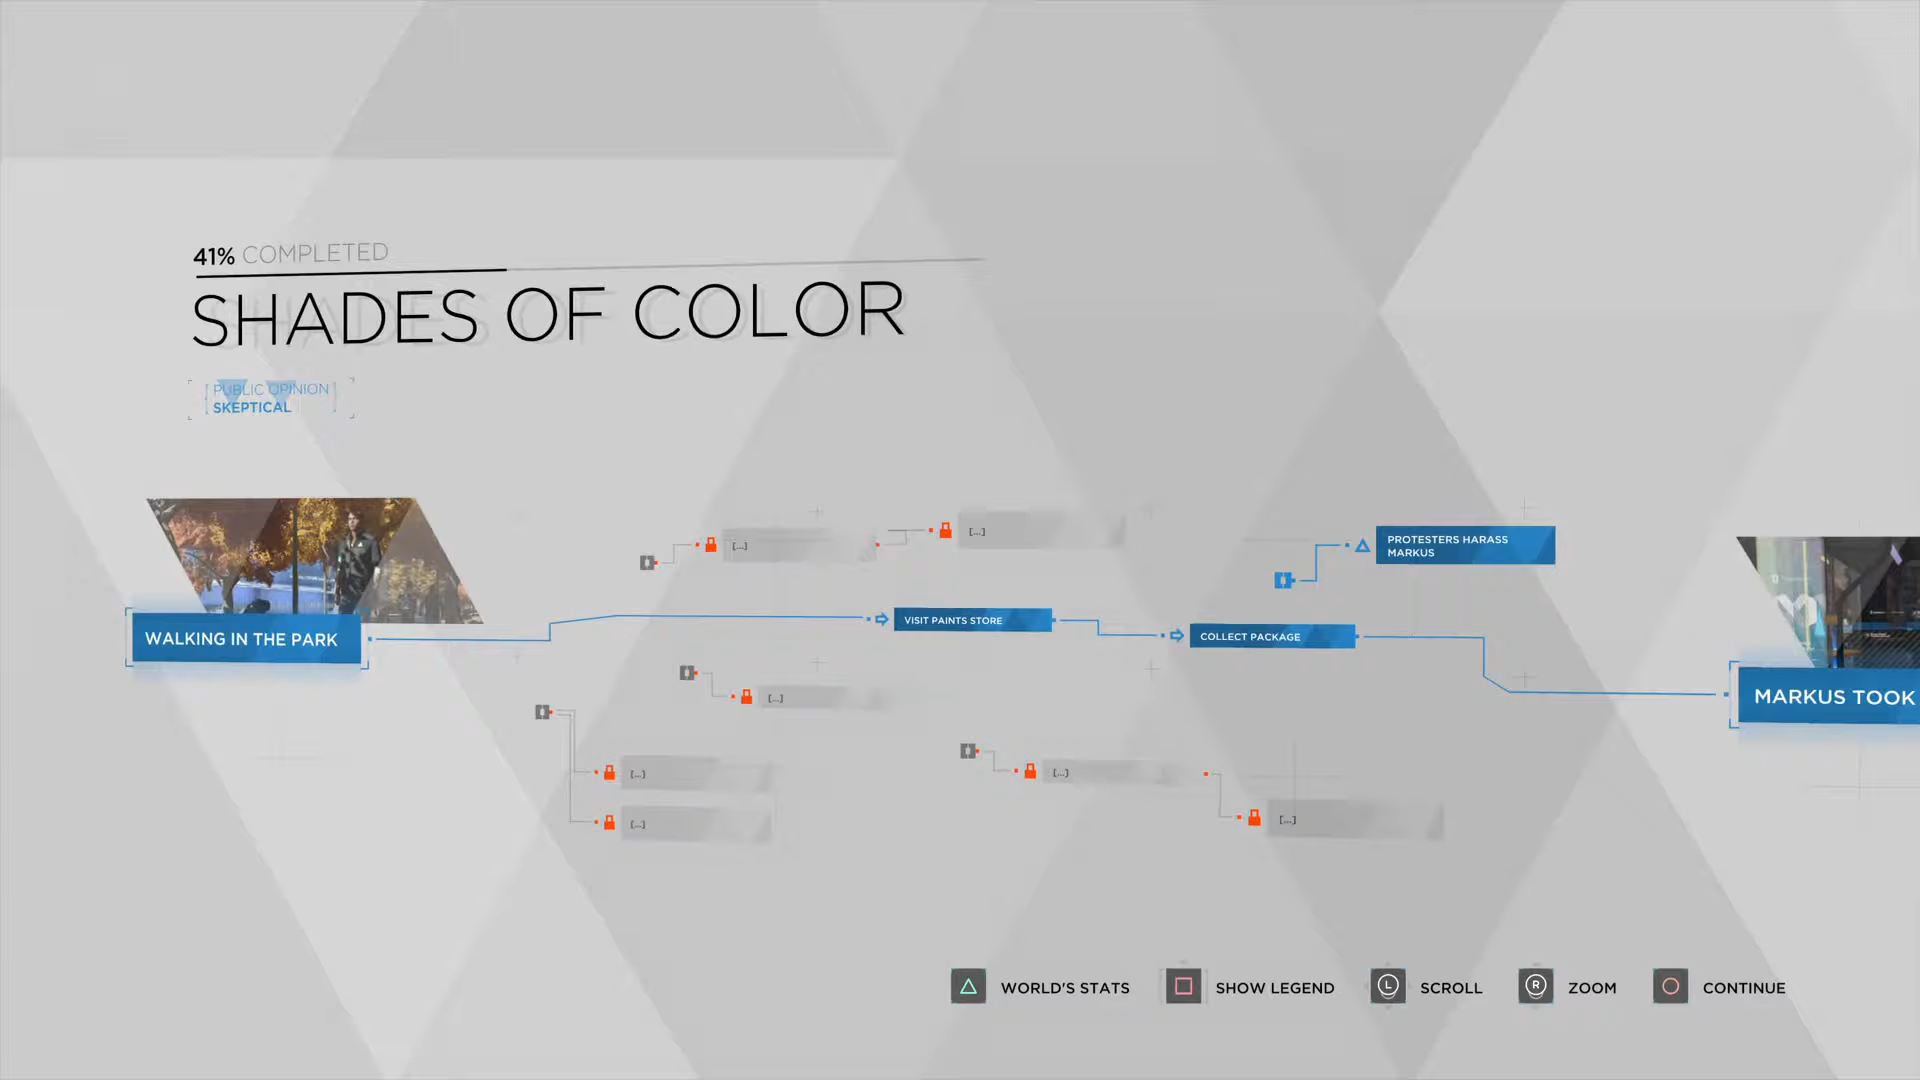 41% COMPLETED
SHADES OF COLOR
PUBLIC OPINION
SKEPTICAL
[...]
[...]
PROTESTERS HARASS
MARKUS
VISIT PAINTS STORE
COLLECT PACKAGE
WALKING IN THE PARK
[...]
MARKUS TOOK
[...]
[...]
[...]
[...]
WORLD'S STATS
SHOW LEGEND
L
SCROLL
R
ZOOM
CONTINUE